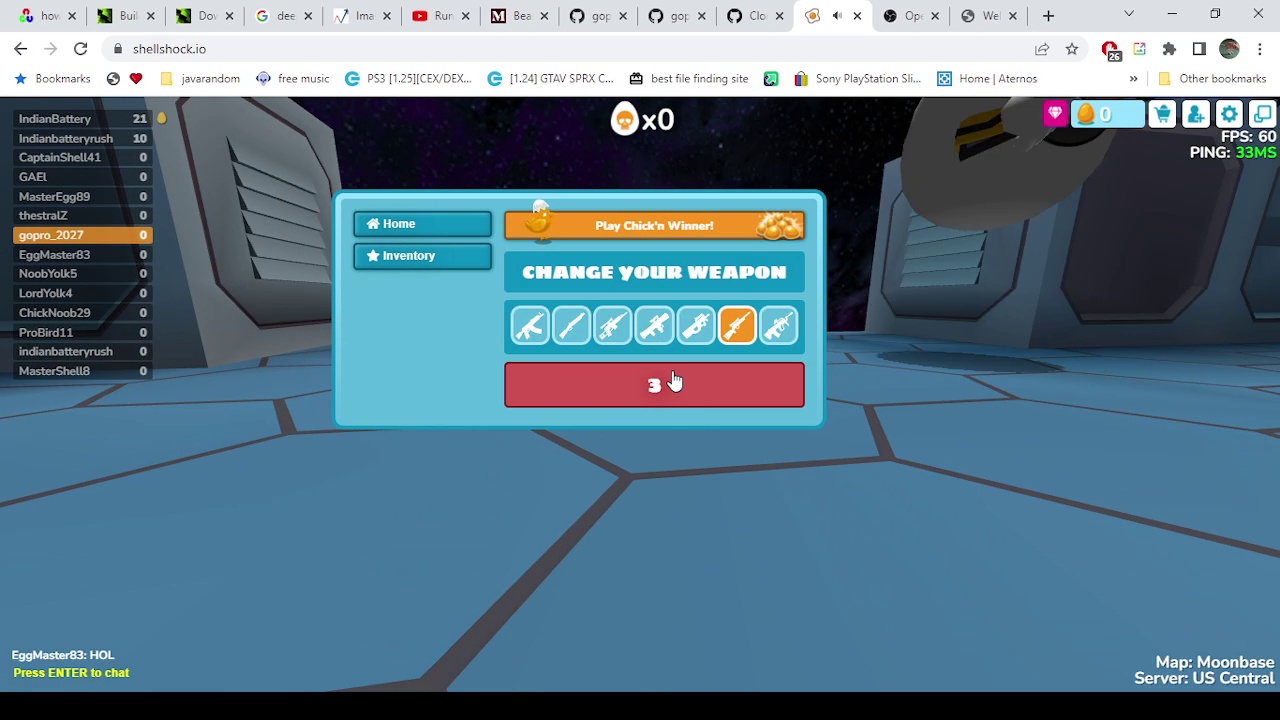 how
Buil
Dov
dee
Ima
Run
Bea
gop
gop
Clo
Ope
Wel
shellshock.io
26
Bookmarks
javarandom
free music
PS3 [1.25][CEX/DEX...
[1.24] GTAV SPRX C...
best file finding site
Sony PlayStation Sli...
Home | Aternos
»
Other bookmarks
IndianBattery 21
Indianbatteryrush 10
CaptainShell41 0
GAEl 0
MasterEgg89 0
thestralZ 0
gopro_2027 0
EggMaster83 0
NoobYolk5 0
LordYolk4 0
ChickNoob29 0
ProBird11 0
indianbatteryrush 0
MasterShell8 0
x0
0
FPS: 60
PING: 33MS
Home
Inventory
Play Chick'n Winner!
CHANGE YOUR WEAPON
3
EggMaster83: HOL
Press ENTER to chat
Map: Moonbase
Server: US Central